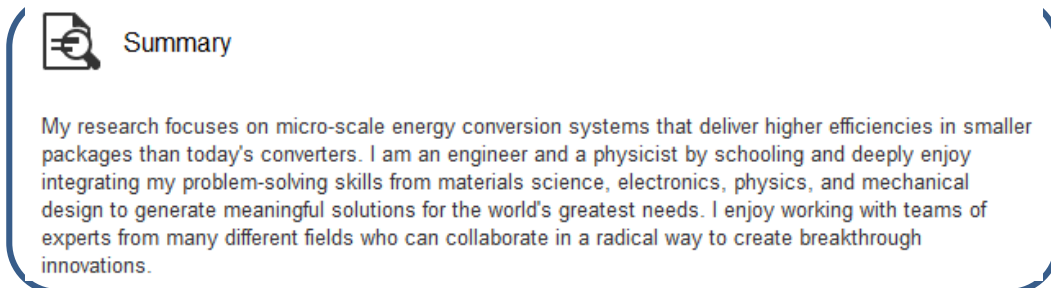 Summary
My research focuses on micro-scale energy conversion systems that deliver higher efficiencies in smaller
packages than today's converters. I am an engineer and a physicist by schooling and deeply enjoy
integrating my problem-solving skills from materials science, electronics, physics, and mechanical
design to generate meaningful solutions for the world's greatest needs. I enjoy working with teams of
experts from many different fields who can collaborate in a radical way to create breakthrough
innovations.